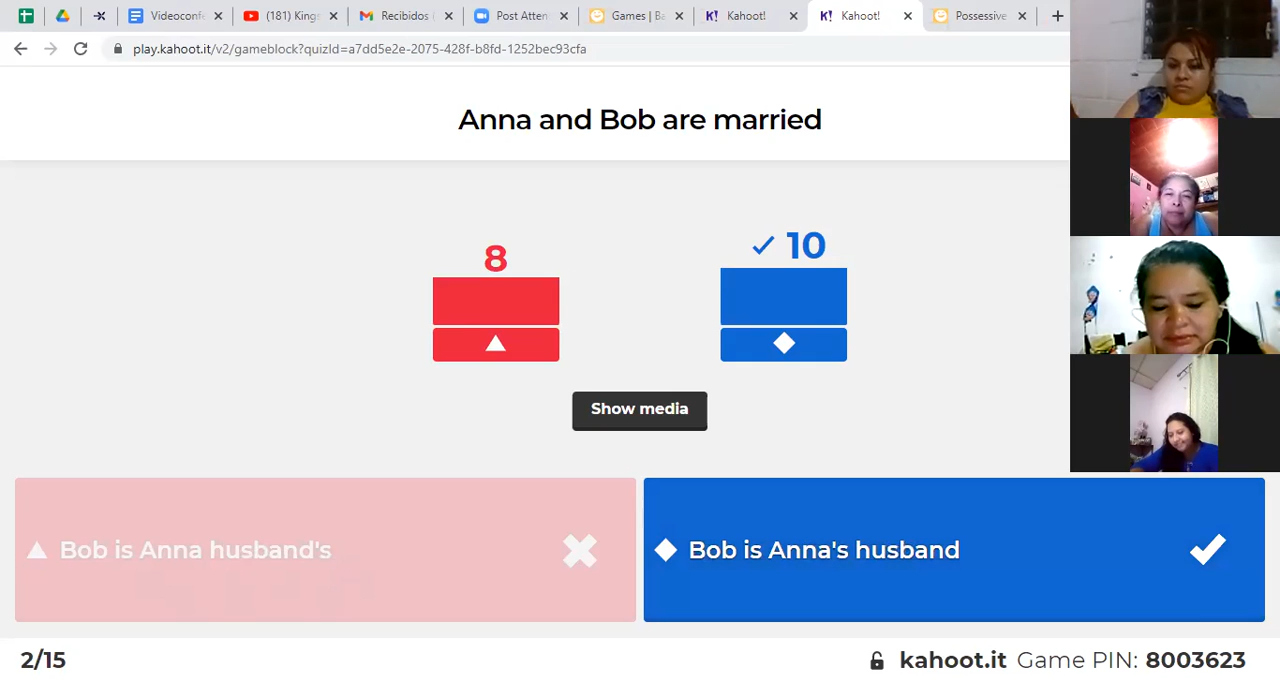 Videoconfe
(181) King
Recibidos (
Post Atten
Games | Ba
Kahoot!
Kahoot!
Possessive
play.kahoot.it/v2/gameblock?quizId=a7dd5e2e-2075-428f-b8fd-1252bec93cfa
Anna and Bob are married
8
10
Show media
Bob is Anna husband's
Bob is Anna's husband
2/15
kahoot.it Game PIN: 8003623